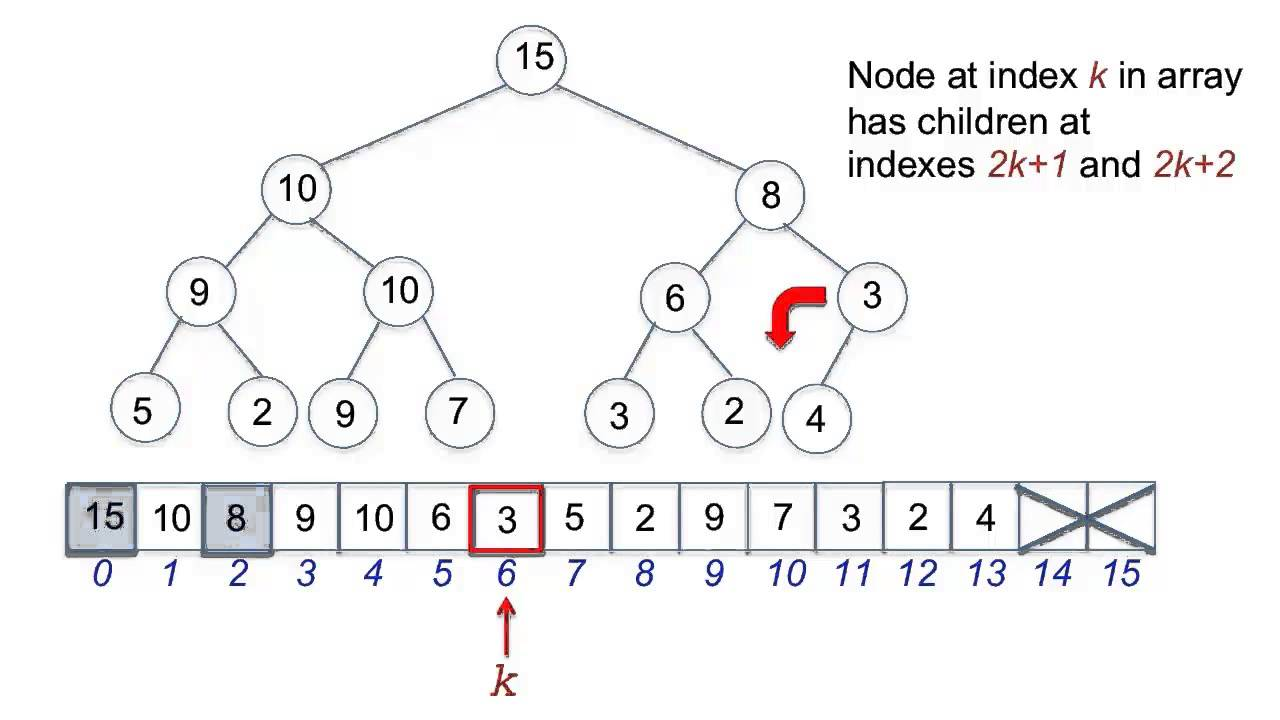 15
Node at index k in array
has children at
indexes 2k+1 and 2k+2
10 8
9 10 6 3
5 2 9 7 3 2 4
15 10 8 9 10 6 3 5 2 9 7 3 2 4
0 1 2 3 4 5 6 7 8 9 10 11 12 13 14 15
k